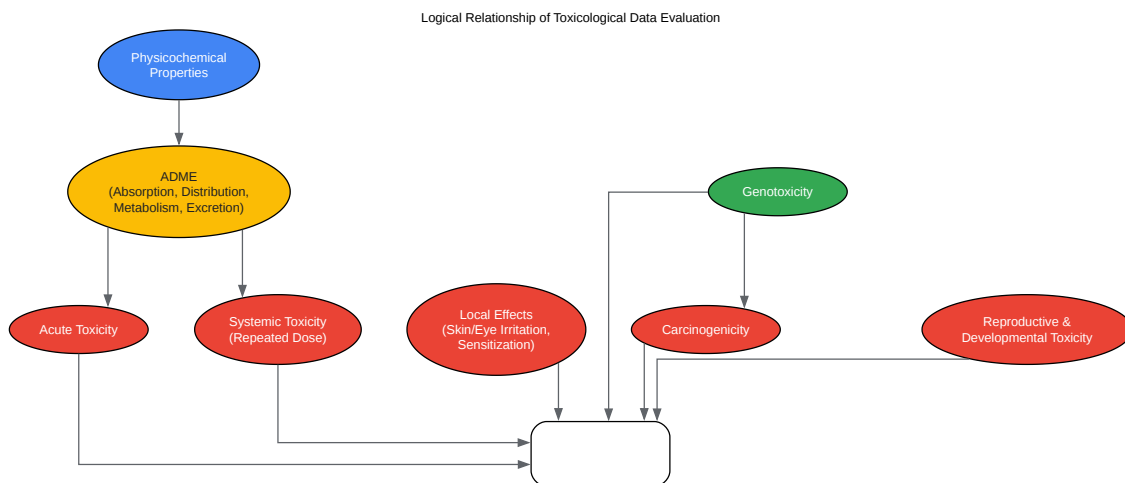 Logical Relationship of Toxicological Data Evaluation
Physicochemical
Properties
ADME
(Absorption, Distribution,
Metabolism, Excretion)
Genotoxicity
Acute Toxicity
Systemic Toxicity
(Repeated Dose)
Local Effects
(Skin/Eye Irritation,
Sensitization)
Carcinogenicity
Reproductive &
Developmental Toxicity